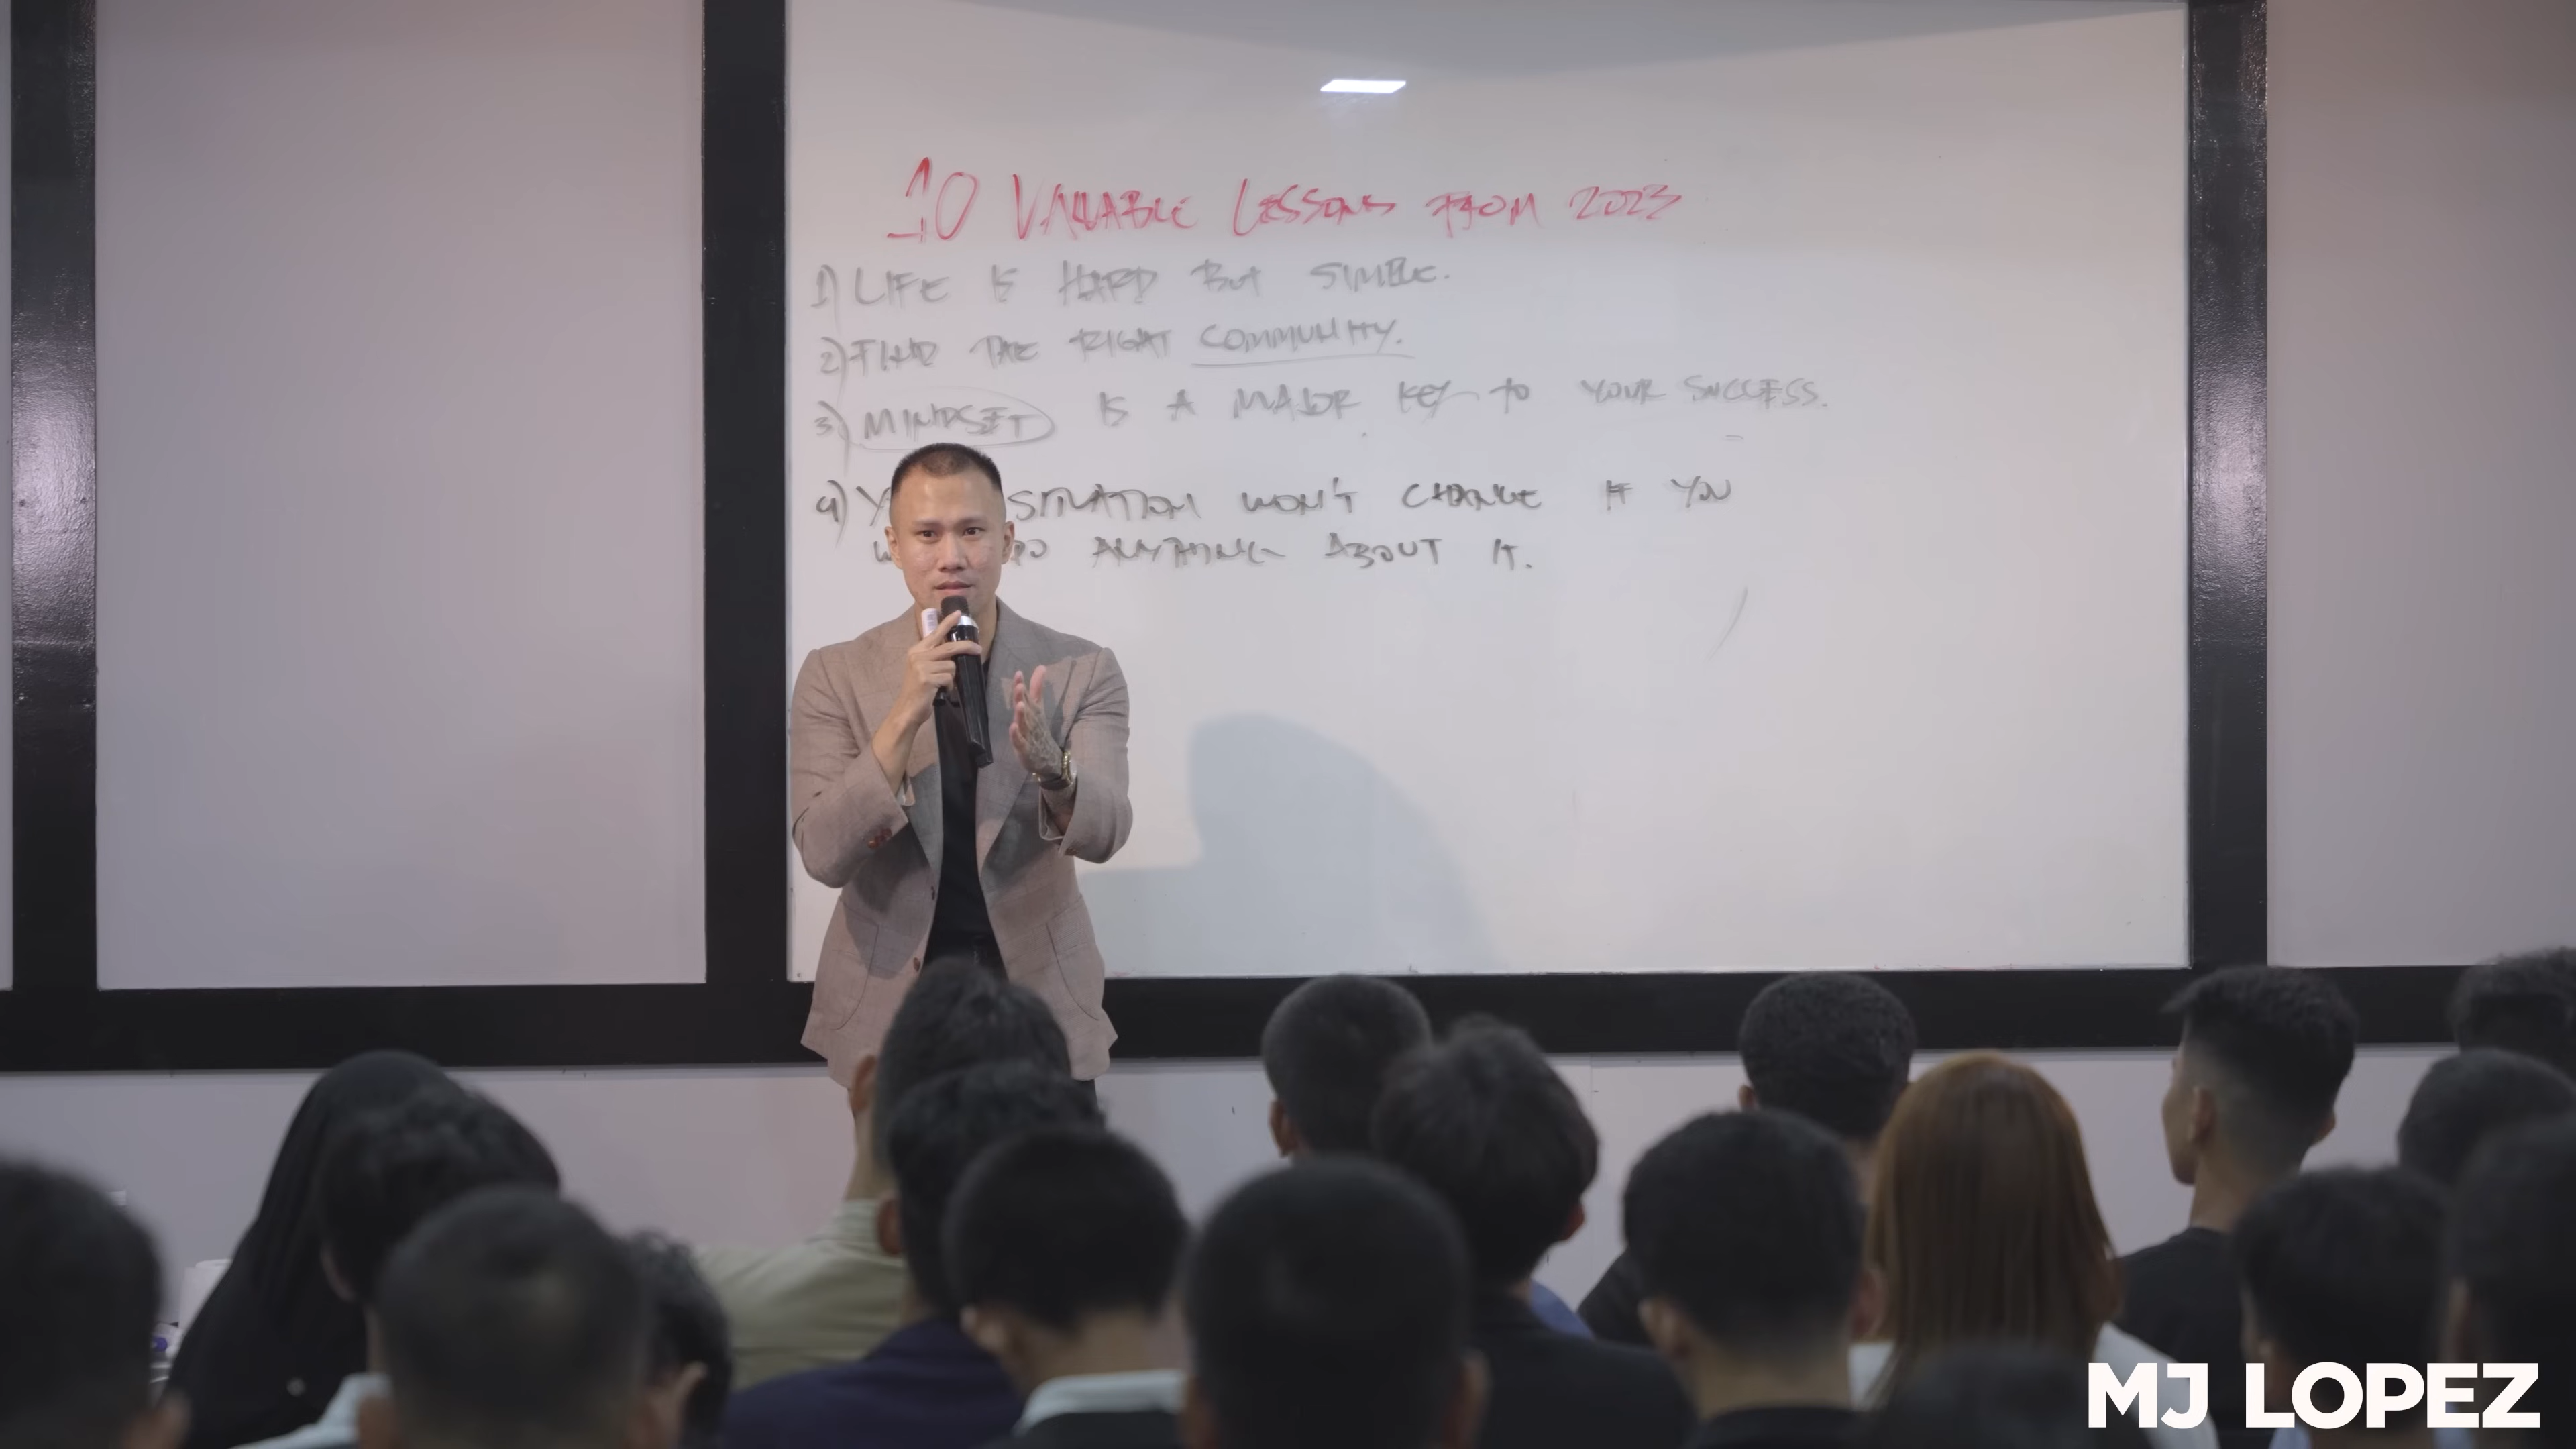 10 VALUABLE LESSONS FROM 2023
1) LIFE IS HARD BUT SIMPLE.
2) FIND THE RIGHT COMMUNITY.
3) MINDSET IS A MAJOR KEY TO YOUR SUCCESS.
4) SITUATION WON'T CHANGE IF YOU
DO ANYTHING ABOUT IT.
MJ LOPEZ